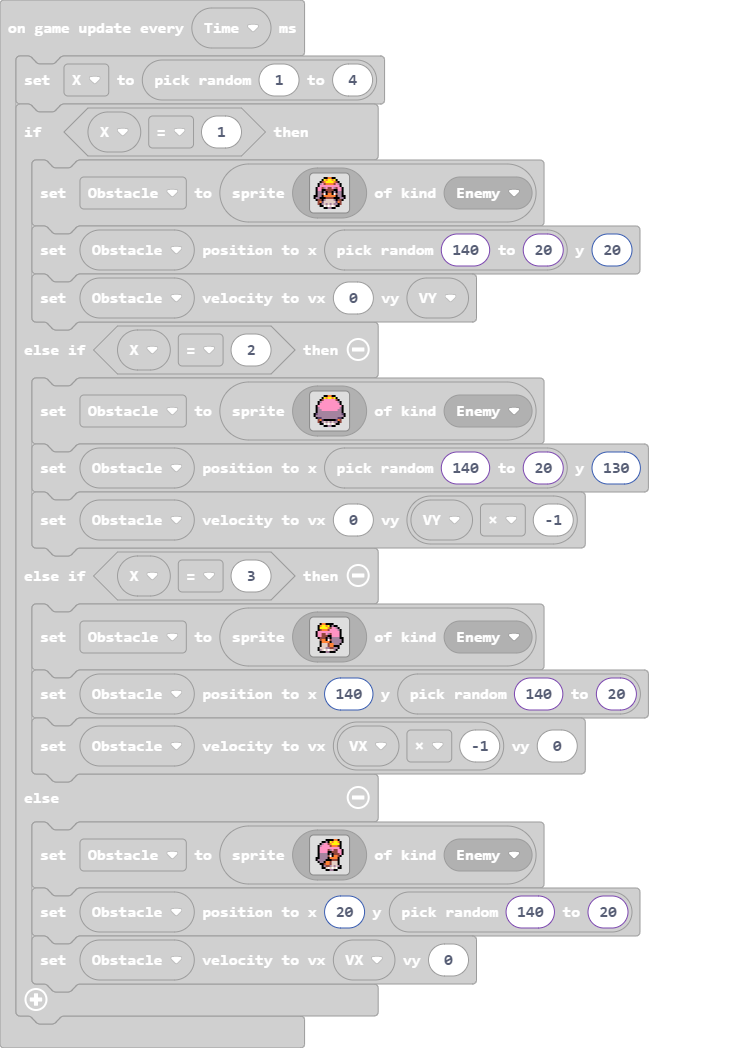 on game update every Time ms
set X to pick random 1 to 4
if X = 1 then
set Obstacle to sprite of kind Enemy
set Obstacle position to x pick random 140 to 20 y 20
set Obstacle velocity to vx 0 vy VY
else if X = 2 then
set Obstacle to sprite of kind Enemy
set Obstacle position to x pick random 140 to 20 y 130
set Obstacle velocity to vx 0 vy VY × -1
else if X = 3 then
set Obstacle to sprite of kind Enemy
set Obstacle position to x 140 y pick random 140 to 20
set Obstacle velocity to vx VX × -1 vy 0
else
set Obstacle to sprite of kind Enemy
set Obstacle position to x 20 y pick random 140 to 20
set Obstacle velocity to vx VX vy 0